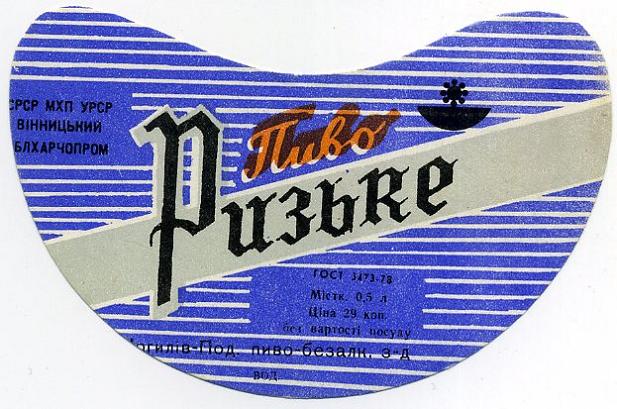 СРСР МХП УРСР
ВІННИЦЬКИЙ
БЛХАРЧОПРОМ
Пиво
Ризьке
ГОСТ 3473-78
Містк. 0,5 л
Ціна 29 коп.
без вартості посуду
Могилів-Под. пиво-безалк. з-д
ВОД